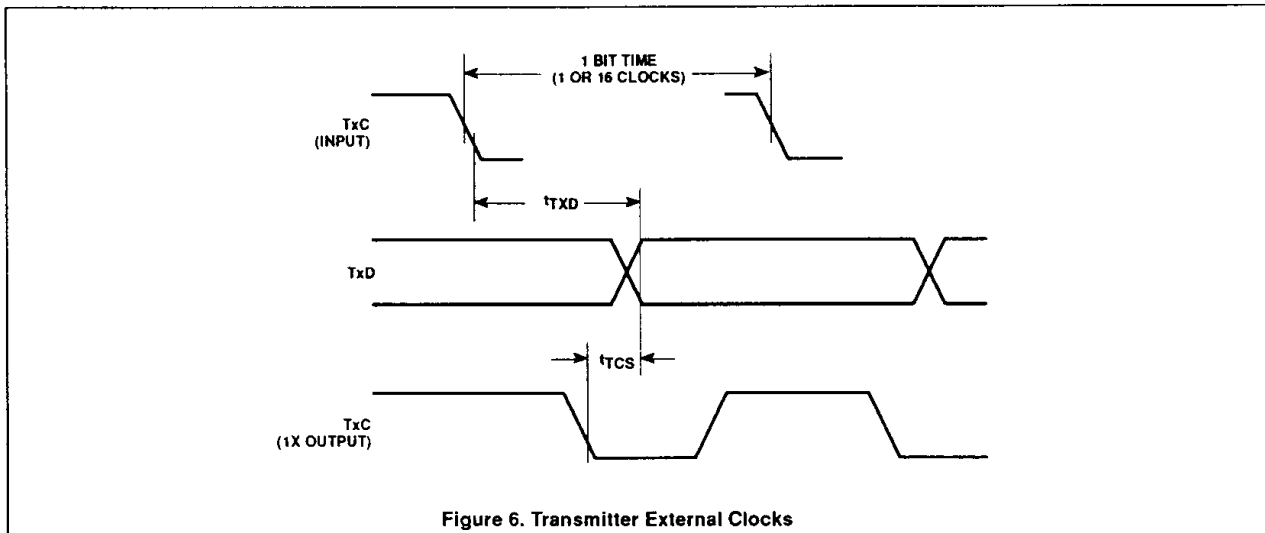 1 BIT TIME
(1 OR 16 CLOCKS)
TxC
(INPUT)
tTXD
TxD
tTCS
TxC
(1X OUTPUT)
Figure 6. Transmitter External Clocks